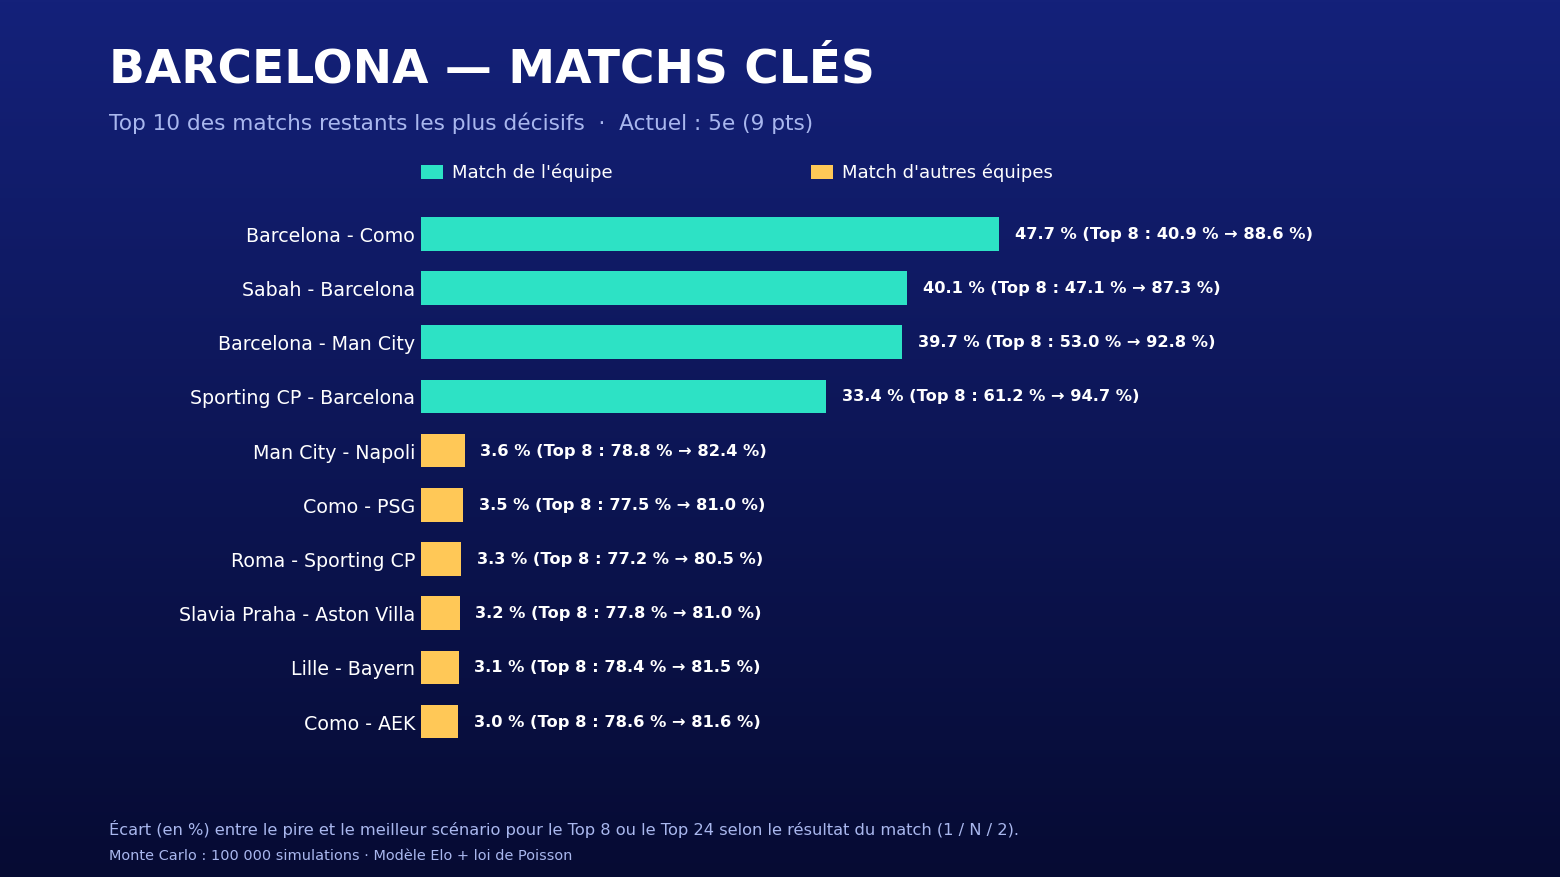 BARCELONA — MATCHS CLÉS
Top 10 des matchs restants les plus décisifs · Actuel : 5e (9 pts)
Match de l'équipe
Match d'autres équipes
Barcelona - Como 47.7 % (Top 8 : 40.9 % → 88.6 %)
Sabah - Barcelona 40.1 % (Top 8 : 47.1 % → 87.3 %)
Barcelona - Man City 39.7 % (Top 8 : 53.0 % → 92.8 %)
Sporting CP - Barcelona 33.4 % (Top 8 : 61.2 % → 94.7 %)
Man City - Napoli 3.6 % (Top 8 : 78.8 % → 82.4 %)
Como - PSG 3.5 % (Top 8 : 77.5 % → 81.0 %)
Roma - Sporting CP 3.3 % (Top 8 : 77.2 % → 80.5 %)
Slavia Praha - Aston Villa 3.2 % (Top 8 : 77.8 % → 81.0 %)
Lille - Bayern 3.1 % (Top 8 : 78.4 % → 81.5 %)
Como - AEK 3.0 % (Top 8 : 78.6 % → 81.6 %)
Écart (en %) entre le pire et le meilleur scénario pour le Top 8 ou le Top 24 selon le résultat du match (1 / N / 2).
Monte Carlo : 100 000 simulations · Modèle Elo + loi de Poisson